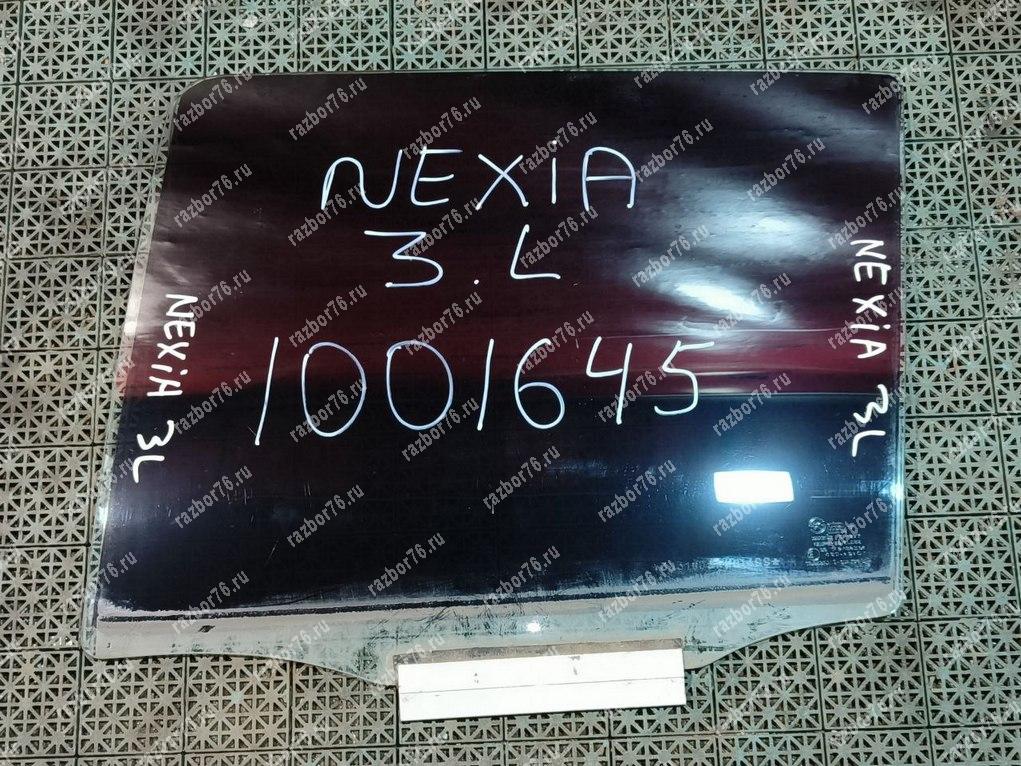 NEXiA
3.L
1001645
NEXiA 3L
NEXiA 3L
razbor76.ru